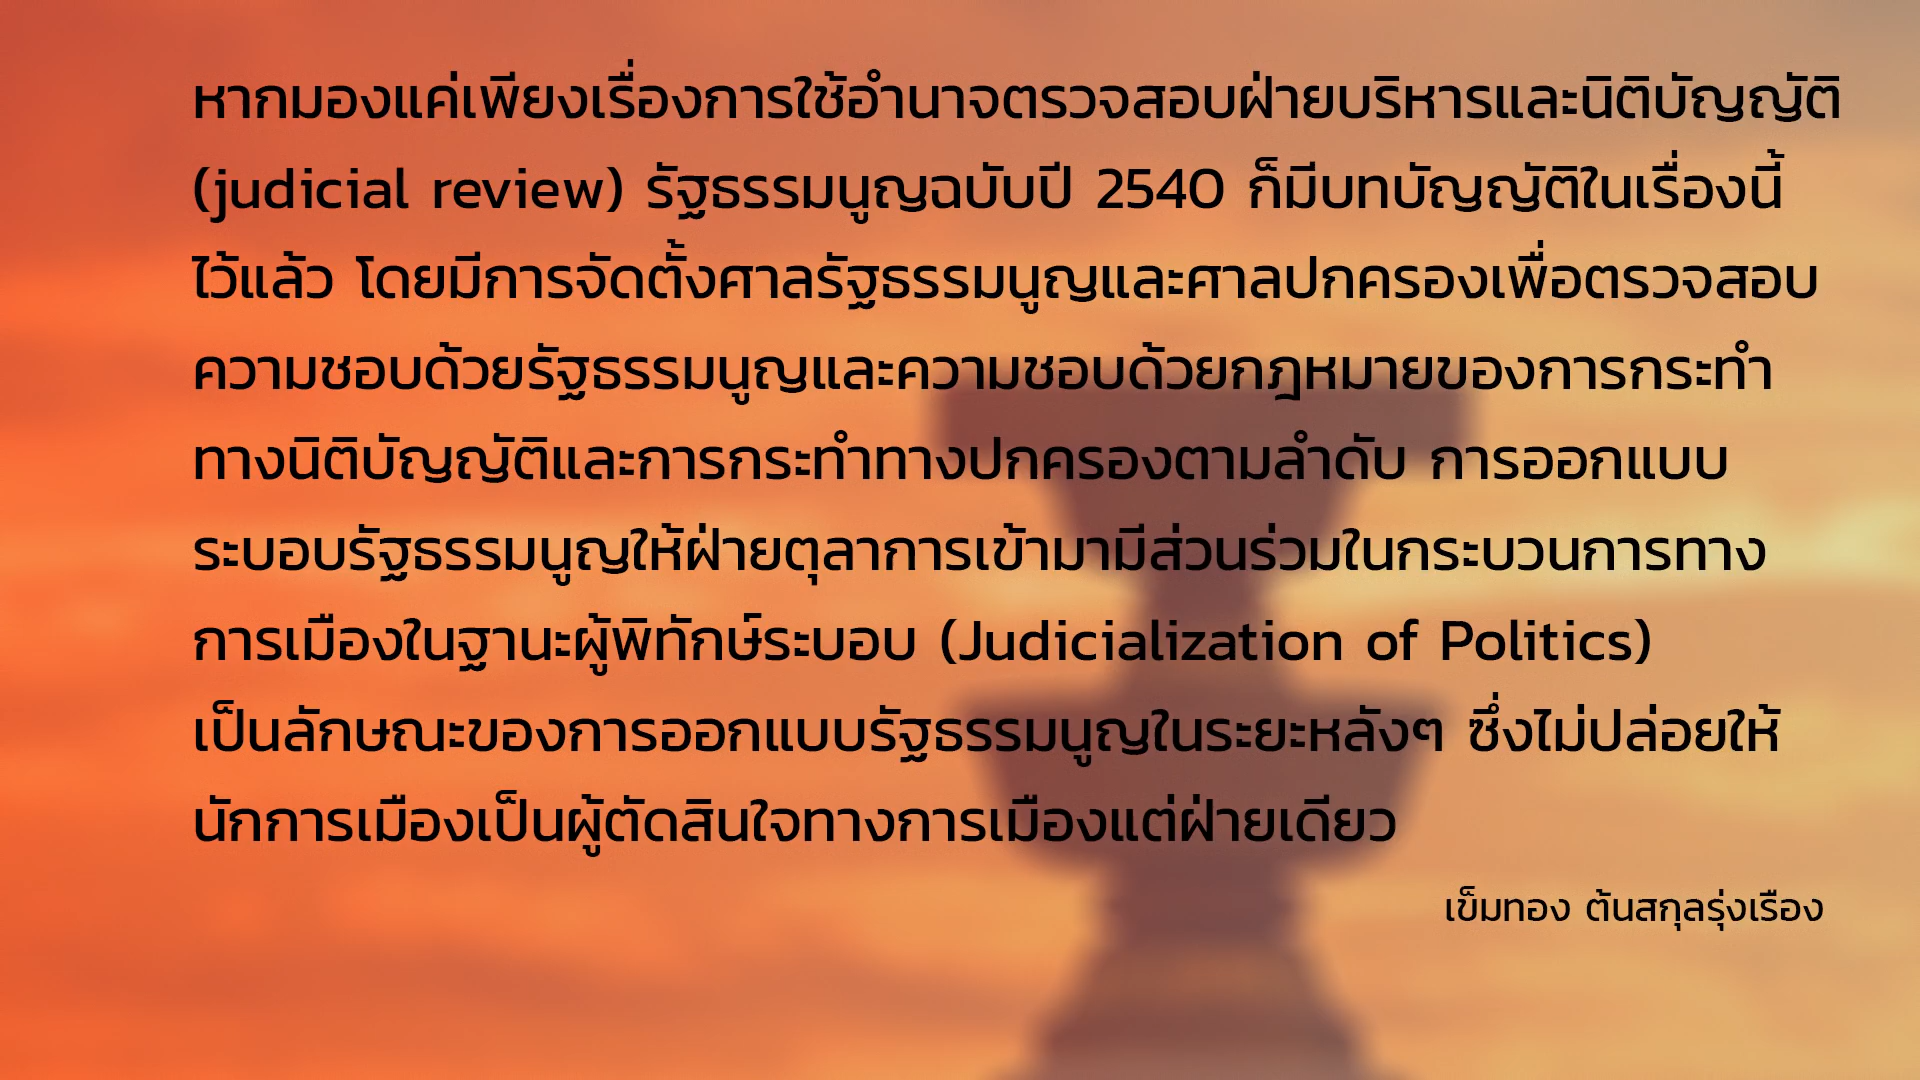 หากมองแค่เพียงเรื่องการใช้อำนาจตรวจสอบฝ่ายบริหารและนิติบัญญัติ
(judicial review) รัฐธรรมนูญฉบับปี 2540 ก็มีบทบัญญัติในเรื่องนี้
ไว้แล้ว โดยมีการจัดตั้งศาลรัฐธรรมนูญและศาลปกครองเพื่อตรวจสอบ
ความชอบด้วยรัฐธรรมนูญและความชอบด้วยกฎหมายของการกระทำ
ทางนิติบัญญัติและการกระทำทางปกครองตามลำดับ การออกแบบ
ระบอบรัฐธรรมนูญให้ฝ่ายตุลาการเข้ามามีส่วนร่วมในกระบวนการทาง
การเมืองในฐานะผู้พิทักษ์ระบอบ (Judicialization of Politics)
เป็นลักษณะของการออกแบบรัฐธรรมนูญในระยะหลังๆ ซึ่งไม่ปล่อยให้
นักการเมืองเป็นผู้ตัดสินใจทางการเมืองแต่ฝ่ายเดียว
เข็มทอง ต้นสกุลรุ่งเรือง